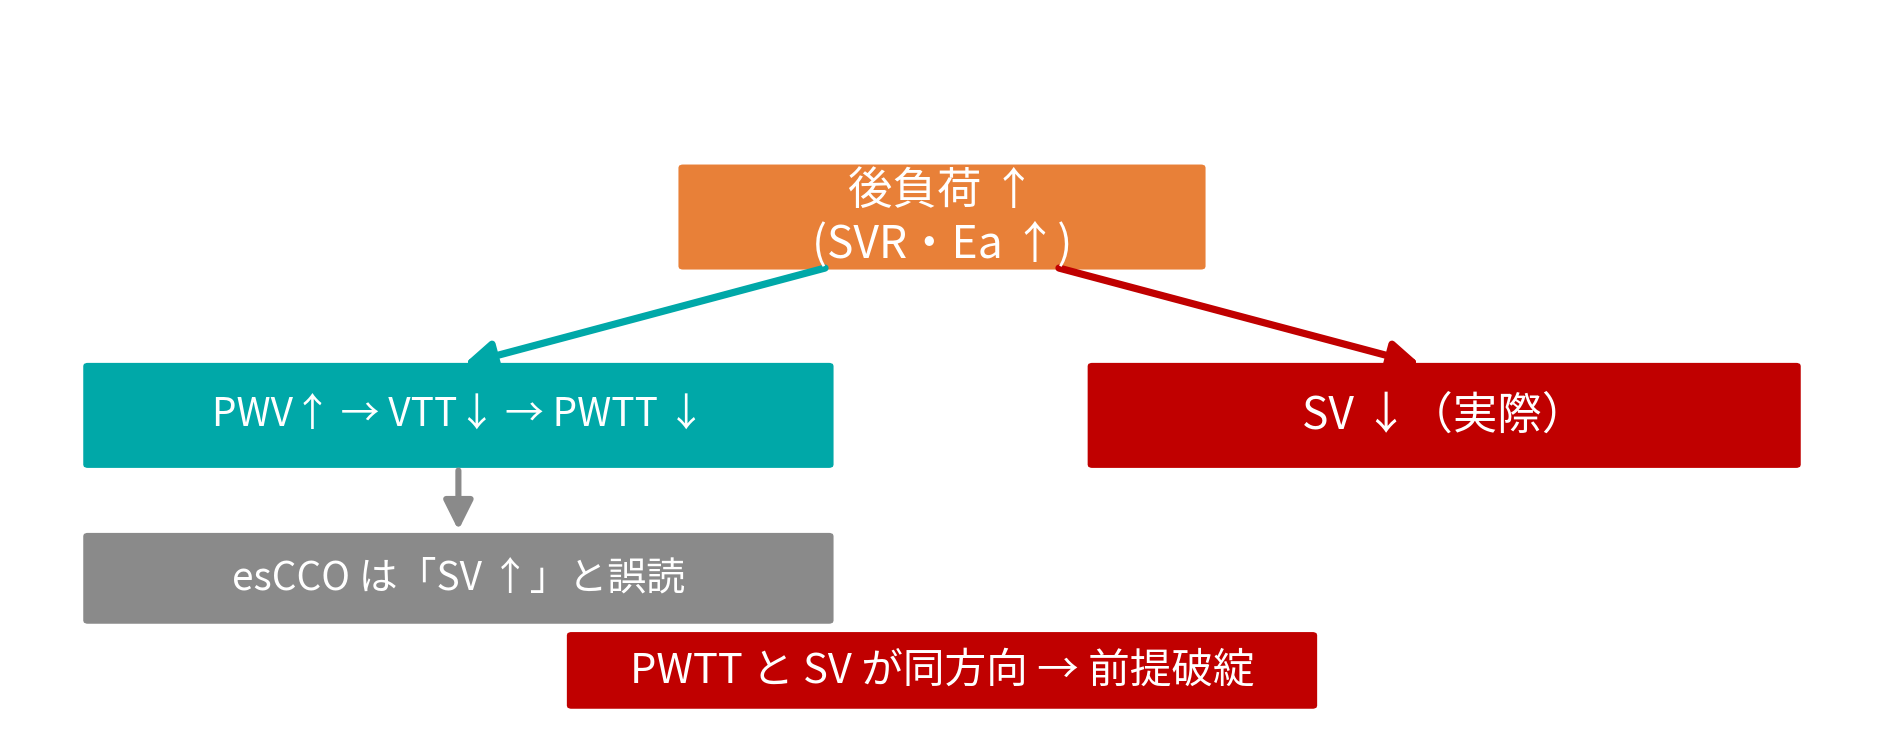 後負荷 ↑
(SVR・Ea ↑)
PWV↑ → VTT↓ → PWTT ↓
SV ↓（実際）
esCCO は「SV ↑」と誤読
PWTT と SV が同方向 → 前提破綻